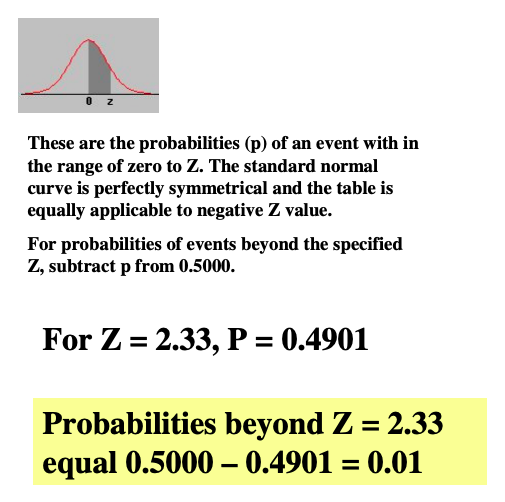 0 z
These are the probabilities (p) of an event with in
the range of zero to Z. The standard normal
curve is perfectly symmetrical and the table is
equally applicable to negative Z value.
For probabilities of events beyond the specified
Z, subtract p from 0.5000.
For Z = 2.33, P = 0.4901
Probabilities beyond Z = 2.33
equal 0.5000 – 0.4901 = 0.01